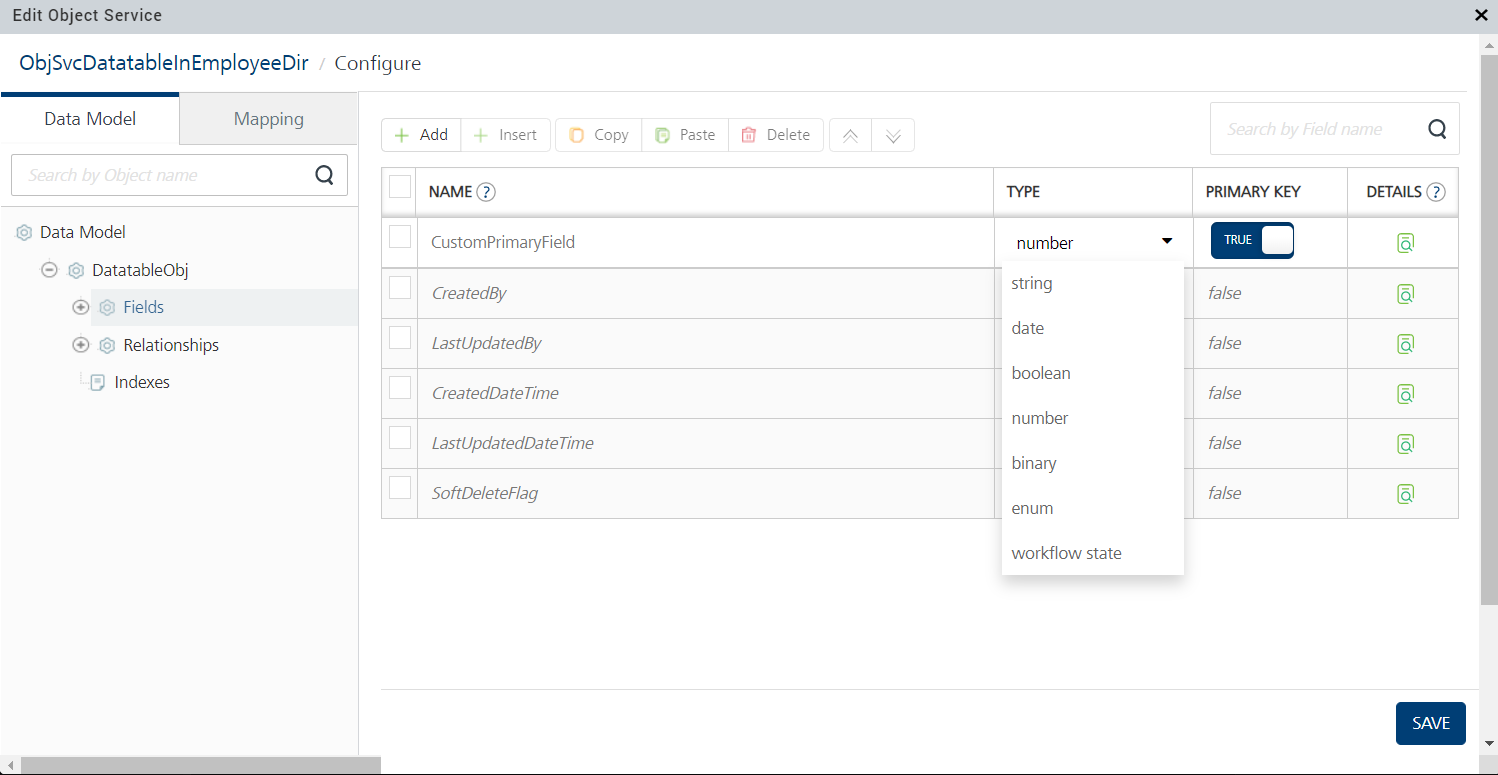 Edit Object Service
ObjSvcDatatableInEmployeeDir / Configure
Data Model
Mapping
Search by Object name
Data Model
DatatableObj
Fields
Relationships
Indexes
Add
Insert
Copy
Paste
Delete
Search by Field name
NAME ? TYPE PRIMARY KEY DETAILS ?
CustomPrimaryField number TRUE
CreatedBy false
LastUpdatedBy false
CreatedDateTime false
LastUpdatedDateTime false
SoftDeleteFlag false
string
date
boolean
number
binary
enum
workflow state
SAVE